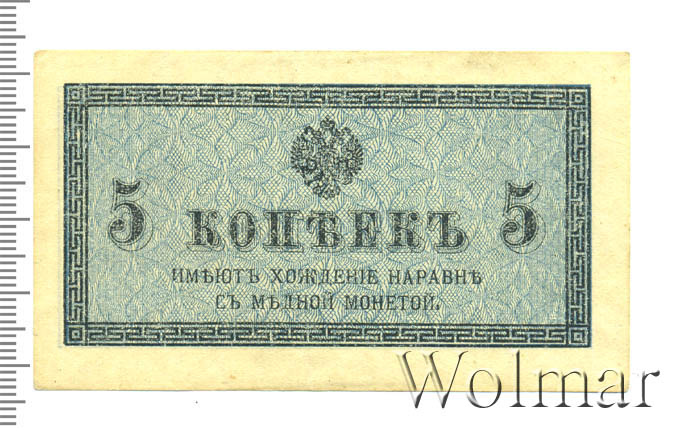 5 КОПѢЕКЪ 5
ИМѢЮТЪ ХОЖДЕНІЕ НАРАВНѢ
СЪ МѢДНОЙ МОНЕТОЙ.
Wolmar